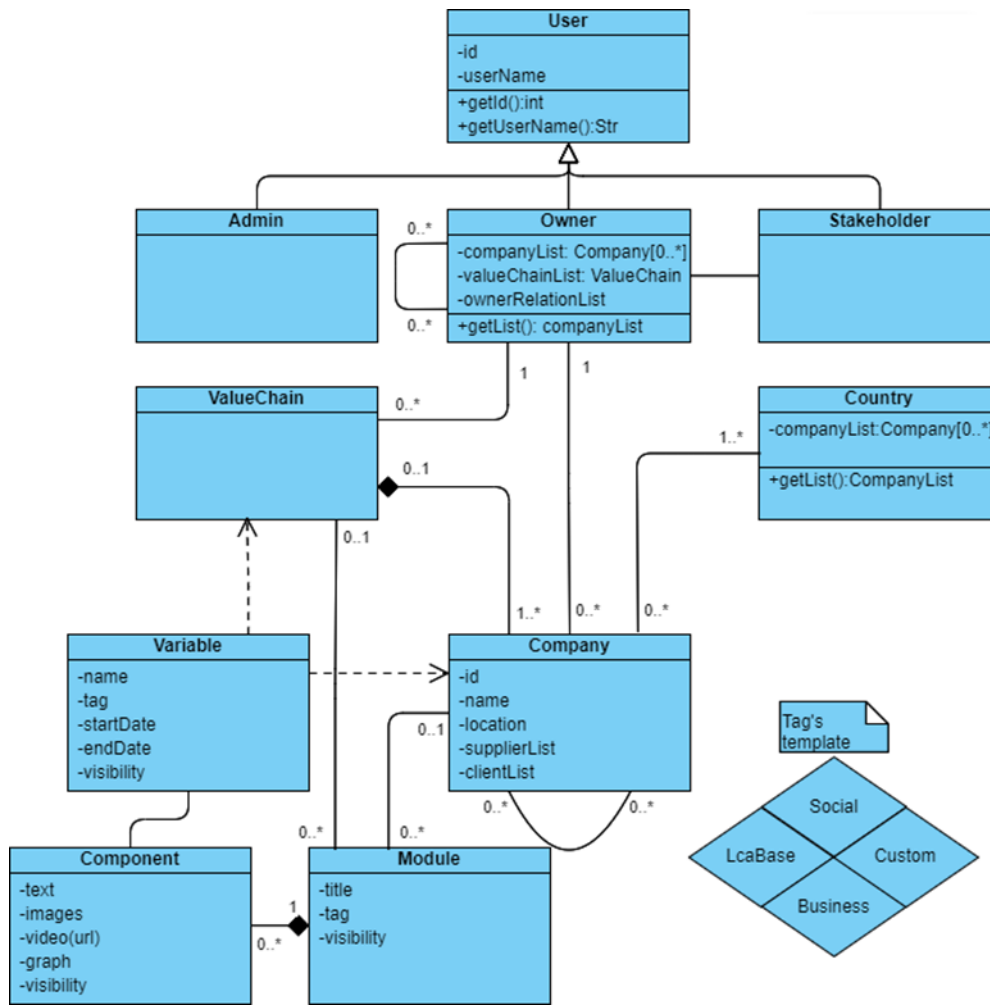 User
-id
-userName
+getId():int
+getUserName():Str
Admin
Owner
-companyList: Company[0..*]
-valueChainList: ValueChain
-ownerRelationList
+getList(): companyList
Stakeholder
0..*
0..*
1
1
ValueChain
0..*
0..1
0..1
Country
-companyList:Company[0..*]
+getList():CompanyList
1..*
1..*
0..*
0..*
Variable
-name
-tag
-startDate
-endDate
-visibility
Company
-id
-name
-location
-supplierList
-clientList
0..1
0..*
0..*
Tag's
template
Social
LcaBase
Custom
Business
0..*
0..*
Component
-text
-images
-video(url)
-graph
-visibility
1
0..*
Module
-title
-tag
-visibility